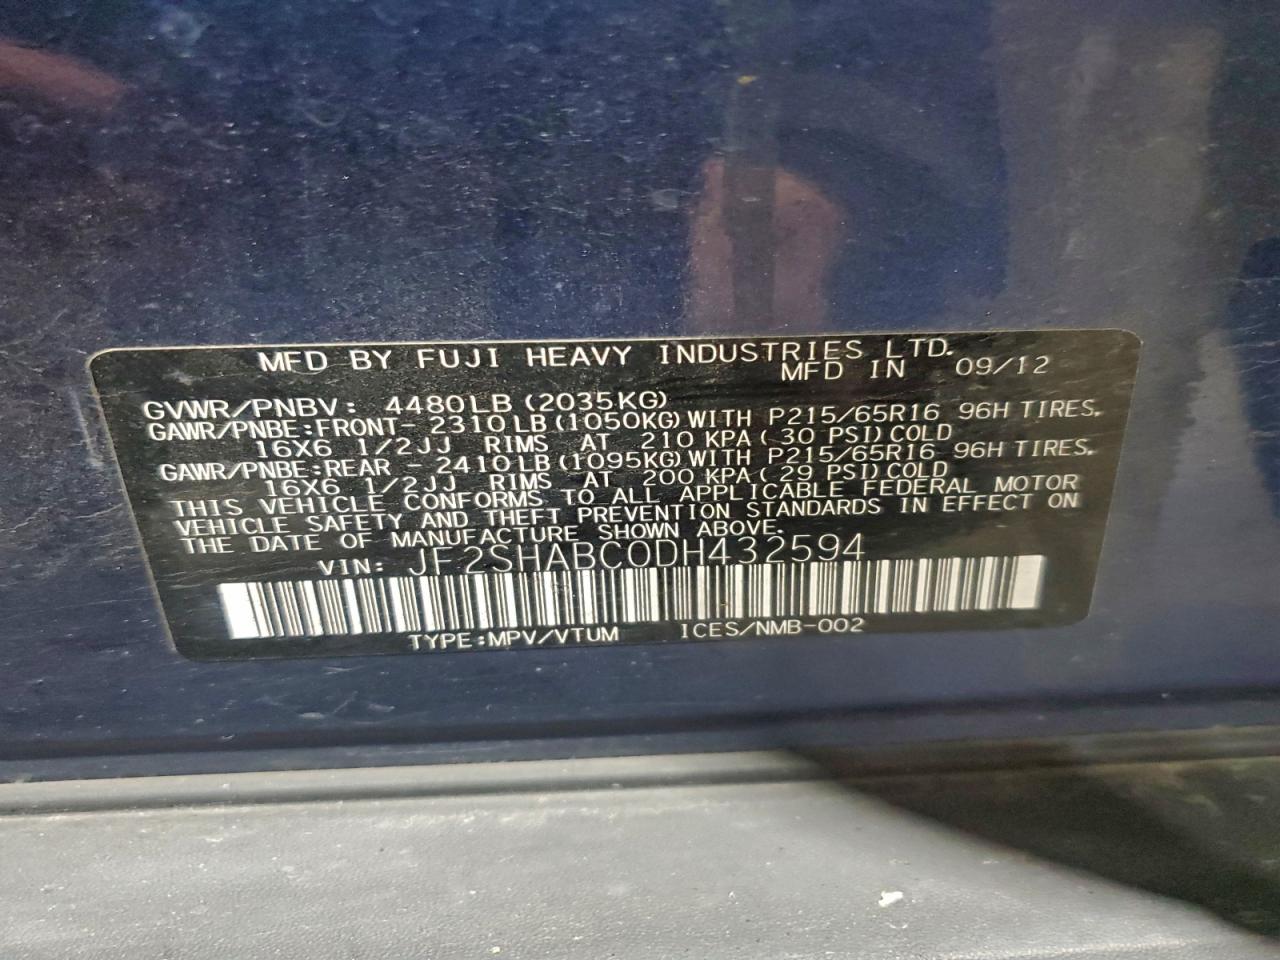 MFD BY FUJI HEAVY INDUSTRIES LTD.
MFD IN 09/12
GVWR/PNBV: 4480LB (2035KG)
GAWR/PNBE:FRONT- 2310LB(1050KG)WITH P215/65R16 96H TIRES,
16X6 1/2JJ RIMS AT 210 KPA( 30 PSI)COLD
GAWR/PNBE:REAR - 2410LB(1095KG)WITH P215/65R16 96H TIRES.
16X6 1/2JJ RIMS AT 200 KPA( 29 PSI)COLD
THIS VEHICLE CONFORMS TO ALL APPLICABLE FEDERAL MOTOR
VEHICLE SAFETY AND THEFT PREVENTION STANDARDS IN EFFECT ON
THE DATE OF MANUFACTURE SHOWN ABOVE.
VIN: JF2SHABC0DH432594
TYPE:MPV/VTUM ICES/NMB-002